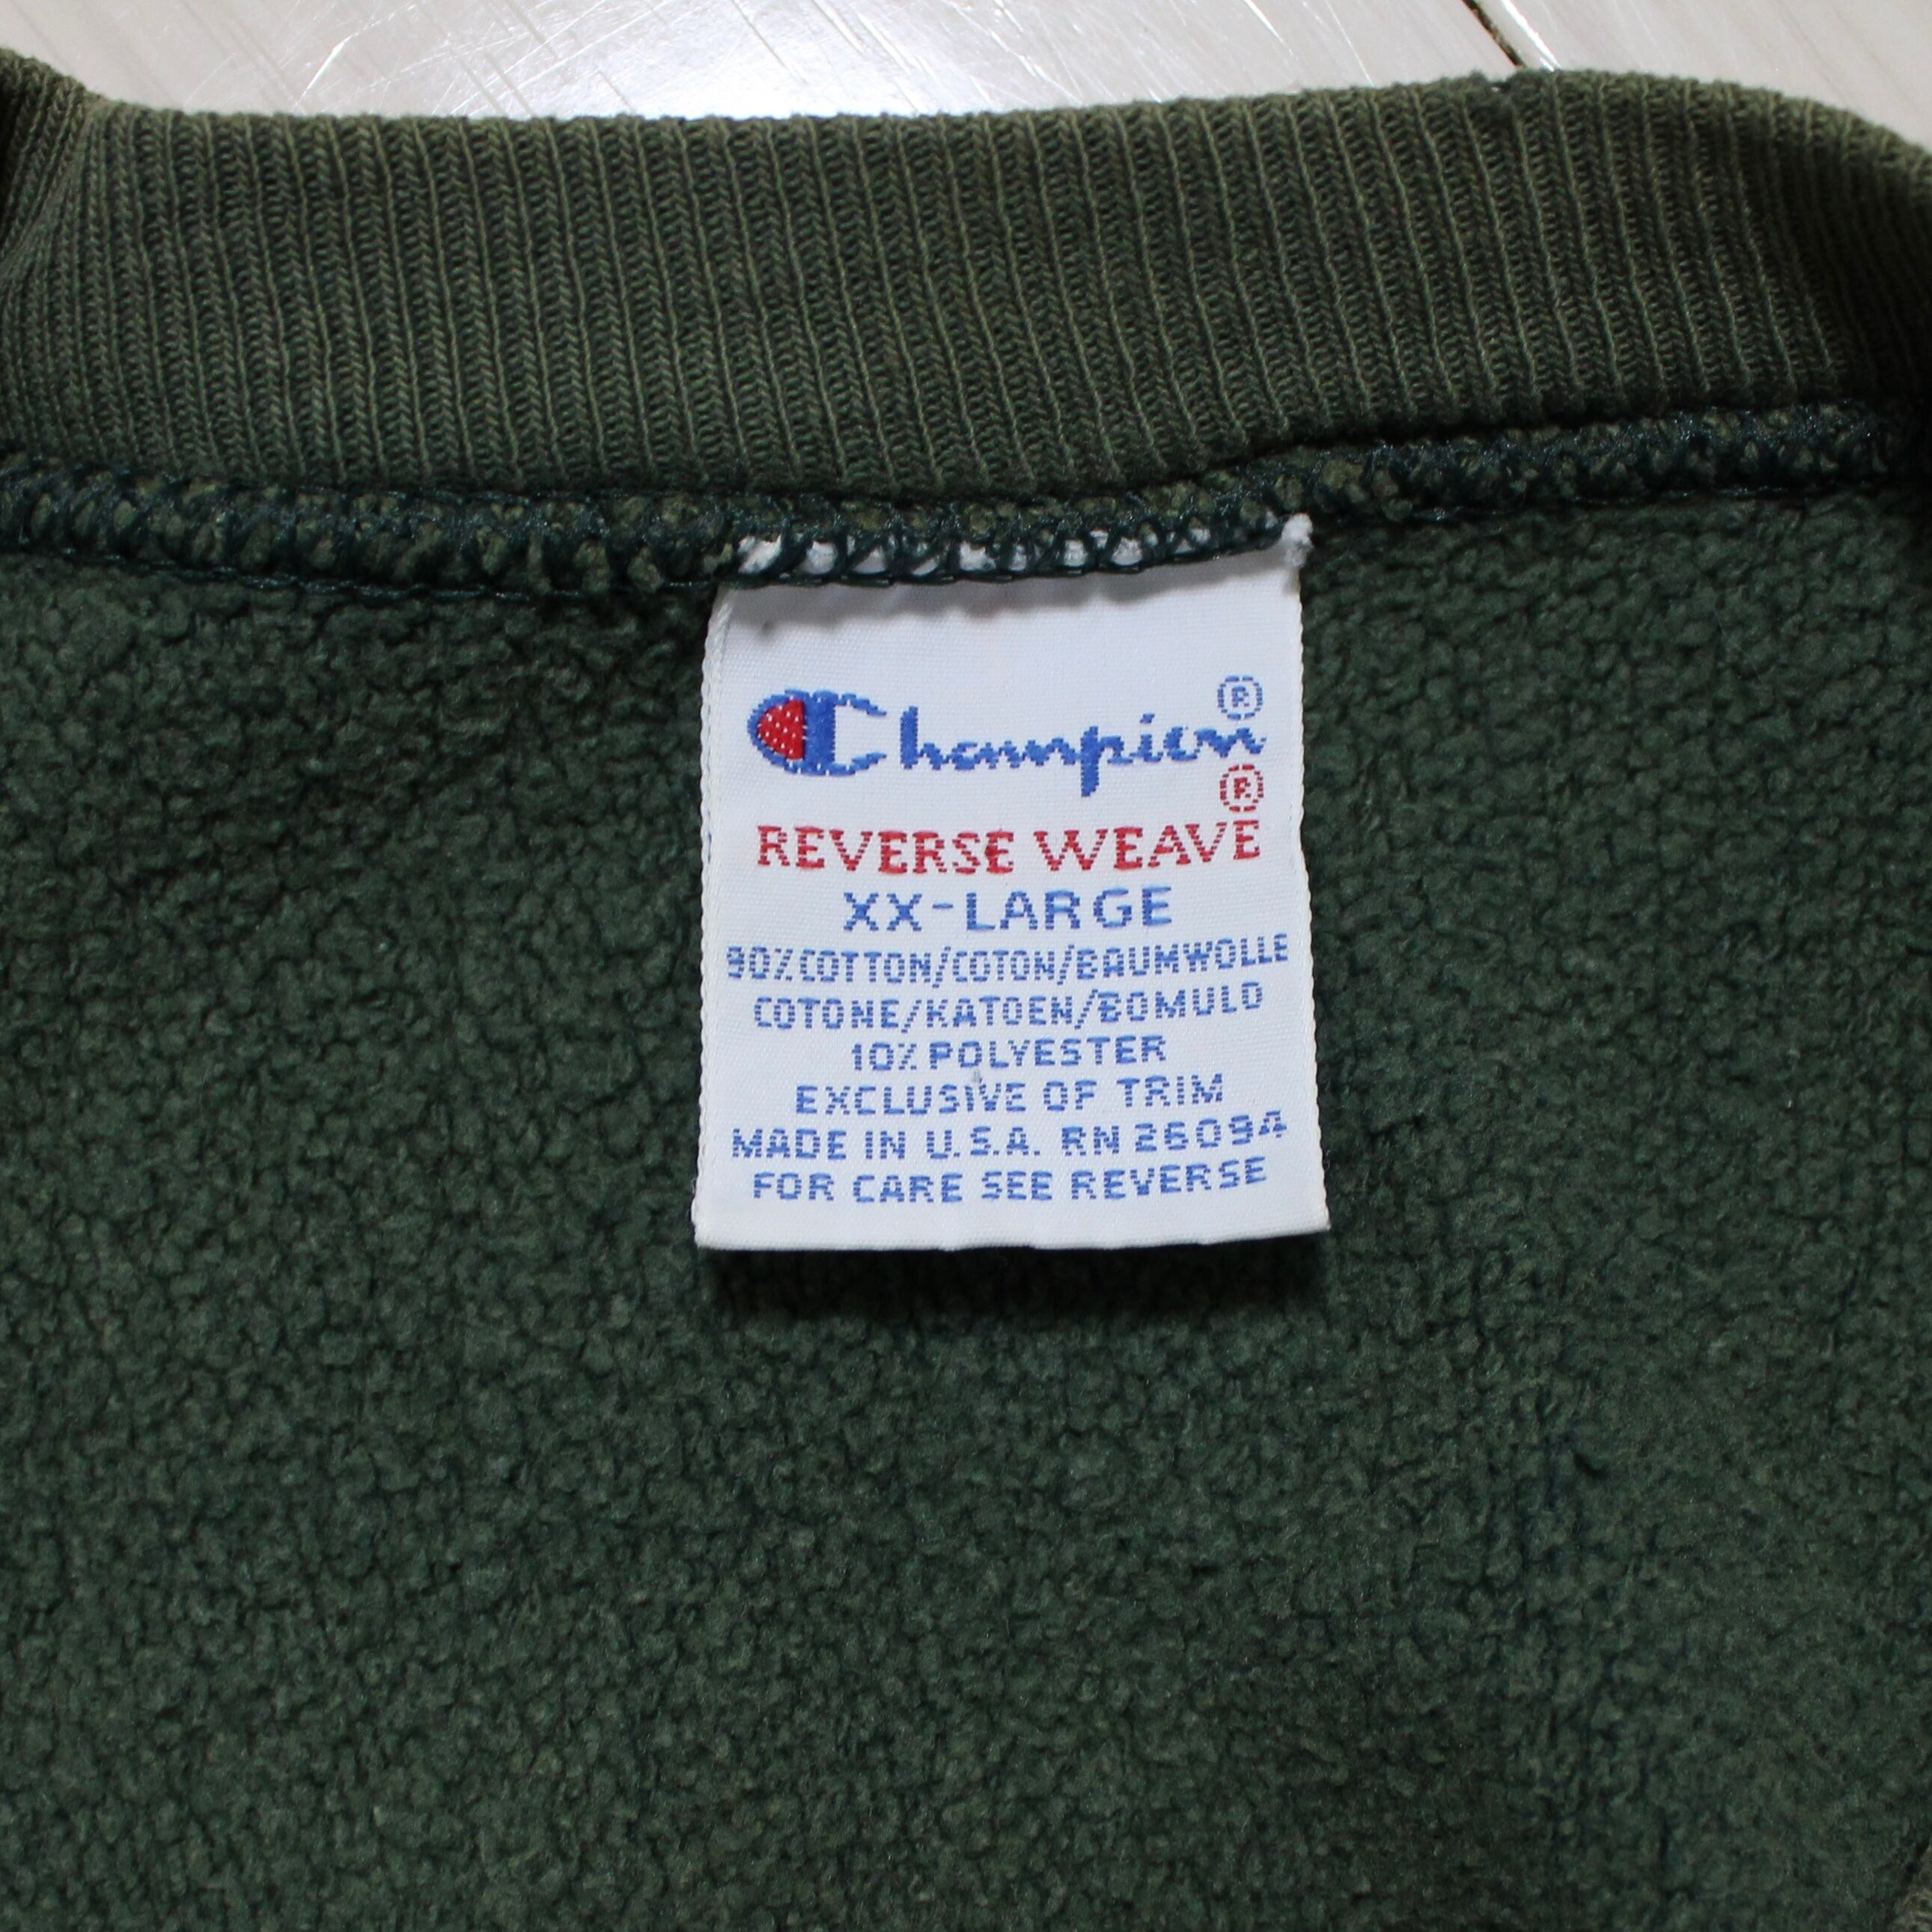 Champion®
®
REVERSE WEAVE
XX-LARGE
90% COTTON/COTON/BAUMWOLLE
COTONE/KATOEN/BOMULD
10% POLYESTER
EXCLUSIVE OF TRIM
MADE IN U.S.A. RN 26094
FOR CARE SEE REVERSE